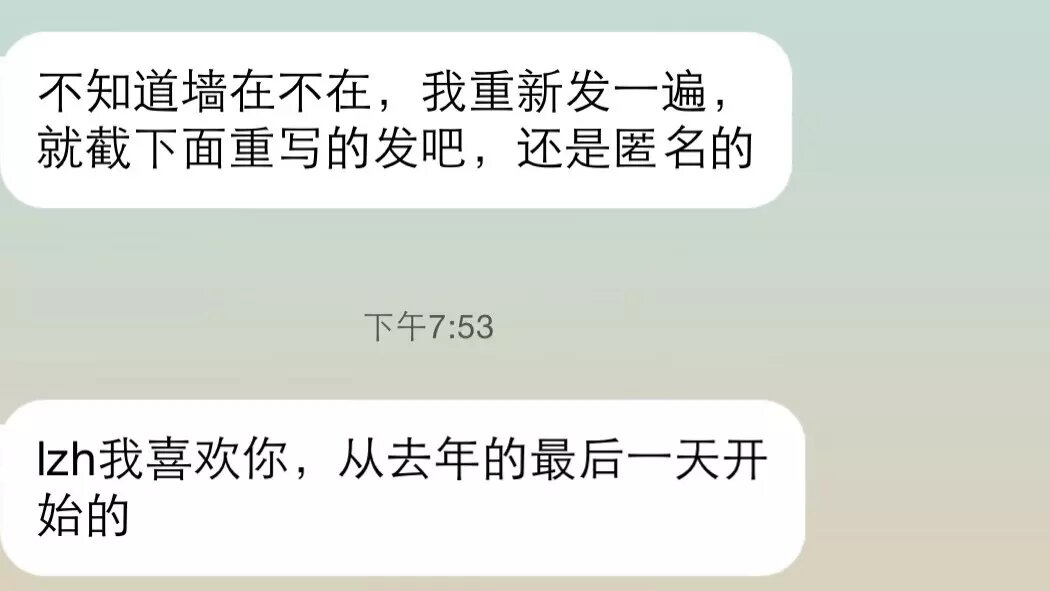 不知道墙在不在，我重新发一遍，
就截下面重写的发吧，还是匿名的
下午7:53
lzh我喜欢你，从去年的最后一天开
始的